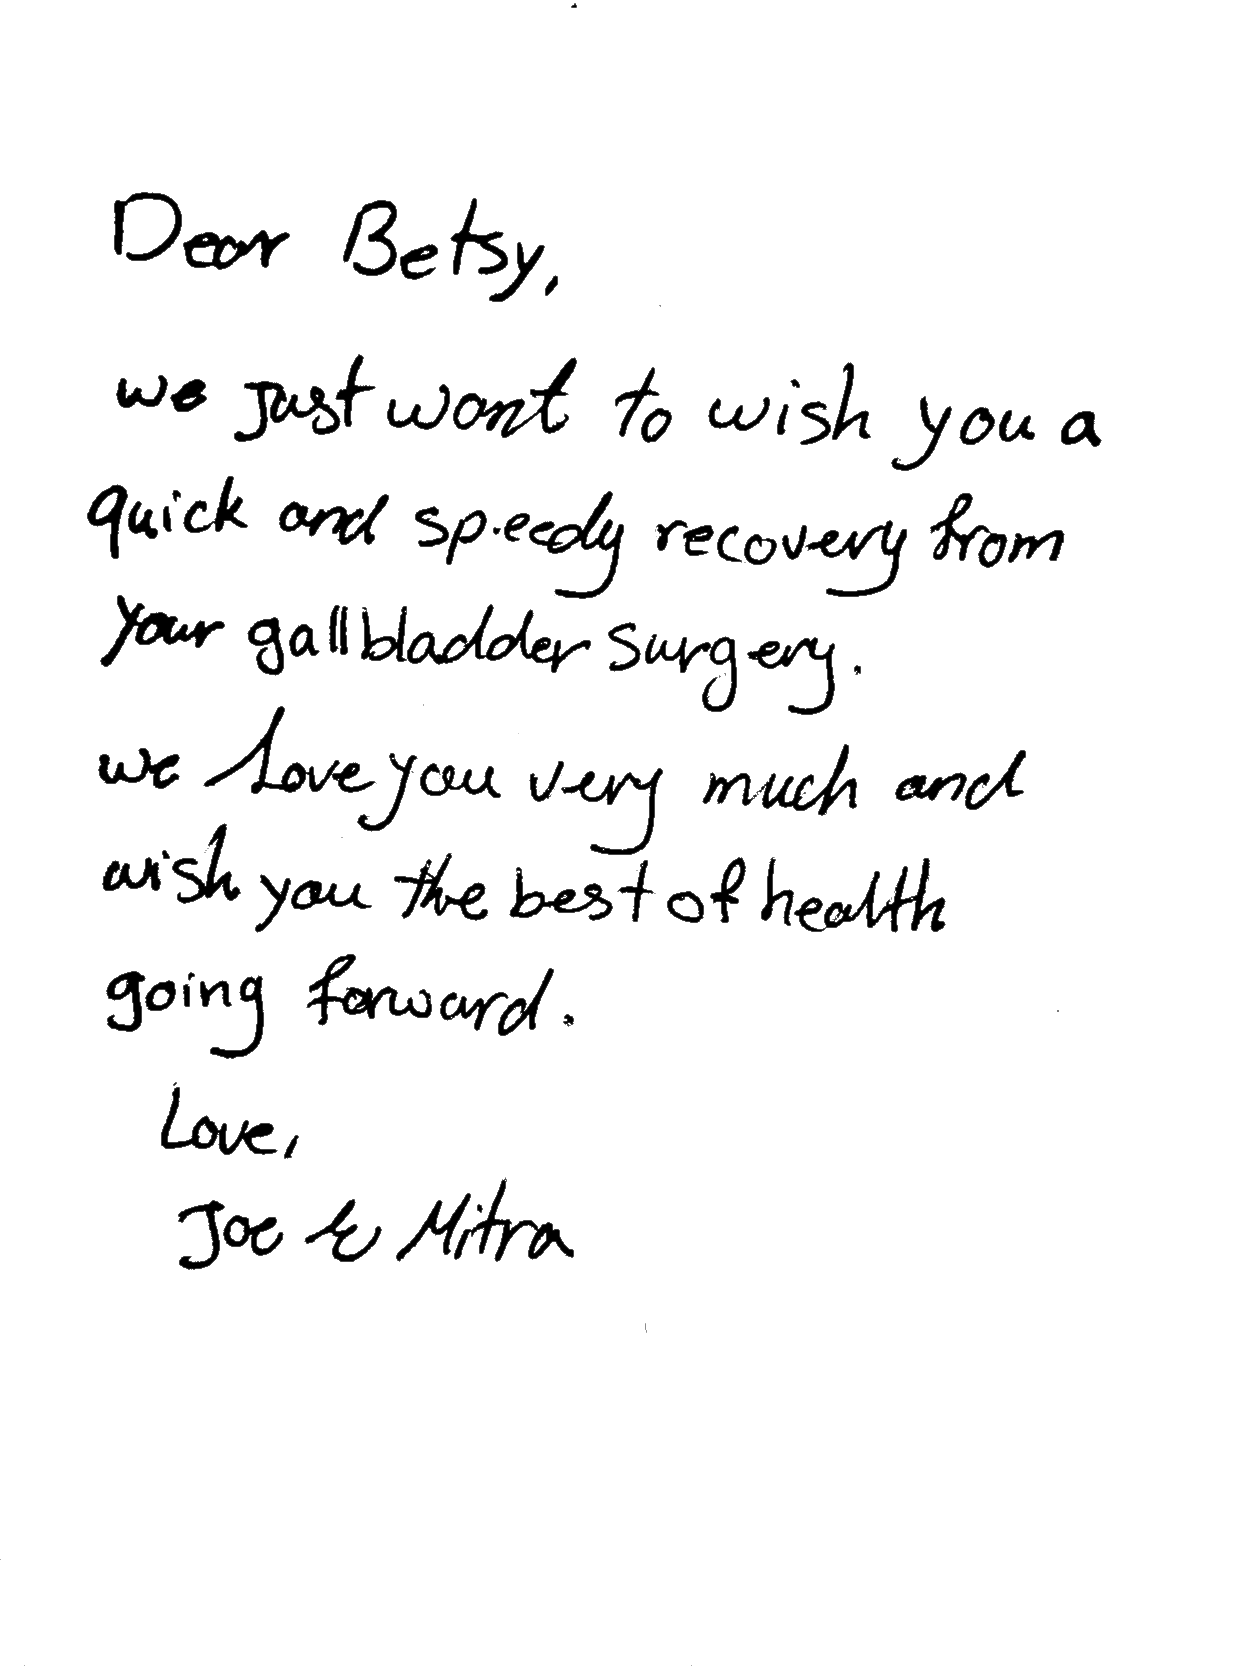 Dear Betsy,
we just want to wish you a
quick and speedy recovery from
your gallbladder surgery.
we love you very much and
wish you the best of health
going forward.
Love,
Joe & Mitra